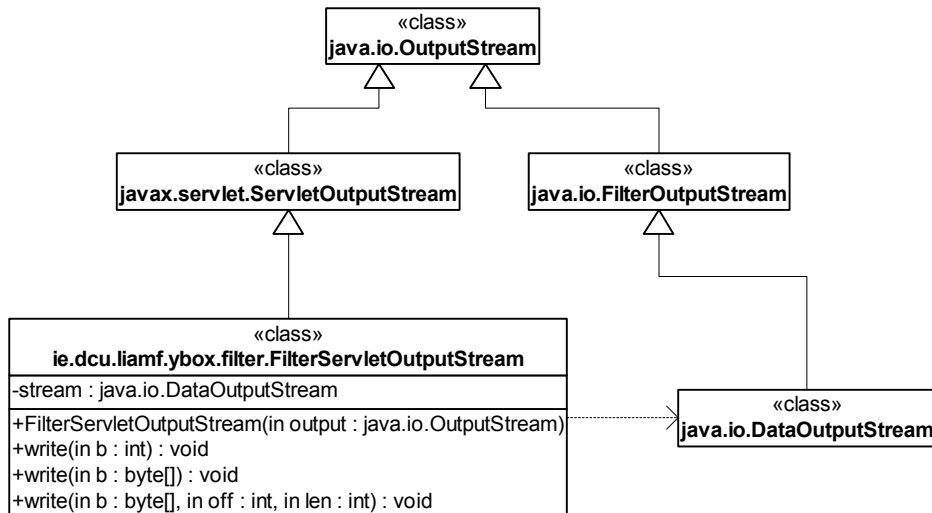 «class»
java.io.OutputStream
«class»
javax.servlet.ServletOutputStream
«class»
java.io.FilterOutputStream
«class»
ie.dcu.liamf.ybox.filter.FilterServletOutputStream
-stream : java.io.DataOutputStream
+FilterServletOutputStream(in output : java.io.OutputStream)
+write(in b : int) : void
+write(in b : byte[]) : void
+write(in b : byte[], in off : int, in len : int) : void
«class»
java.io.DataOutputStream